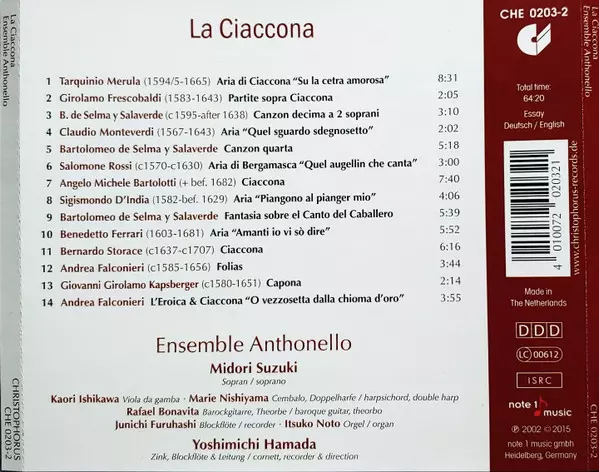 La Ciaccona
Ensemble Anthonello
La Ciaccona
1 Tarquinio Merula (1594/5-1665) Aria di Ciaccona "Su la cetra amorosa" 8:31
2 Girolamo Frescobaldi (1583-1643) Partite sopra Ciaccona 2:05
3 B. de Selma y Salaverde (c1595-after 1638) Canzon decima a 2 soprani 3:10
4 Claudio Monteverdi (1567-1643) Aria "Quel sguardo sdegnosetto" 2:02
5 Bartolomeo de Selma y Salaverde Canzon quarta 5:18
6 Salomone Rossi (c1570-c1630) Aria di Bergamasca "Quel augellin che canta" 3:00
7 Angelo Michele Bartolotti (+ bef. 1682) Ciaccona 7:40
8 Sigismondo D'India (1582-bef. 1629) Aria "Piangono al pianger mio" 4:06
9 Bartolomeo de Selma y Salaverde Fantasia sobre el Canto del Caballero 5:39
10 Benedetto Ferrari (1603-1681) Aria "Amanti io vi sò dire" 5:52
11 Bernardo Storace (c1637-c1707) Ciaccona 6:16
12 Andrea Falconieri (c1585-1656) Folias 3:44
13 Giovanni Girolamo Kapsberger (c1580-1651) Capona 2:14
14 Andrea Falconieri L'Eroica & Ciaccona "O vezzosetta dalla chioma d'oro" 3:55
Ensemble Anthonello
Midori Suzuki
Sopran / soprano
Kaori Ishikawa Viola da gamba · Marie Nishiyama Cembalo, Doppelharfe / harpsichord, double harp
Rafael Bonavita Barockgitarre, Theorbe / baroque guitar, theorbo
Junichi Furuhashi Blockflöte / recorder · Itsuko Noto Orgel / organ
Yoshimichi Hamada
Zink, Blockflöte & Leitung / cornett, recorder & direction
CHRISTOPHORUS
CHE 0203-2
CHE 0203-2
Total time:
64:20
Essay
Deutsch / English
4 010072 020321
www.christophorus-records.de
Made in
The Netherlands
DDD
LC 00612
ISRC
note 1 music
℗ 2002 © 2015
note 1 music gmbh
Heidelberg, Germany
La Ciaccona
Ensemble Anthonello
CHRISTOPHORUS
CHE 0203-2